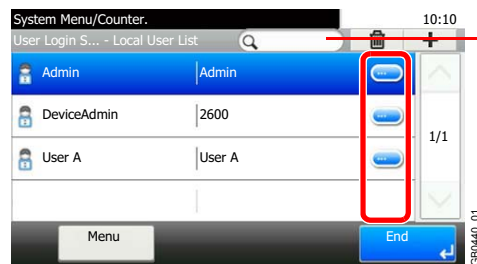 System Menu/Counter. 10:10
User Login S... - Local User List
Admin Admin
DeviceAdmin 2600
1/1
User A User A
Menu End
GB0440_01